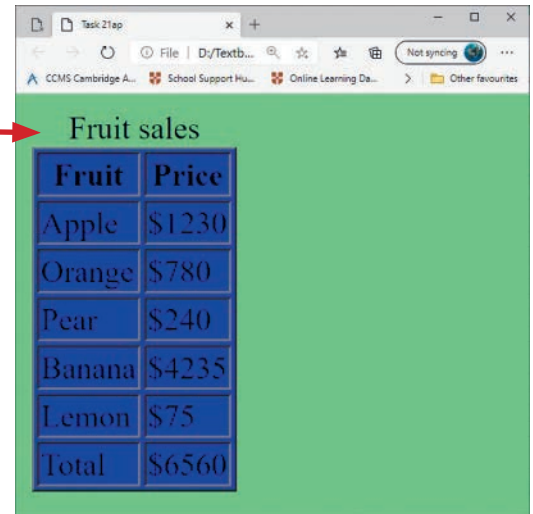 Task 21ap
File | D:/Textb... Not syncing
CCMS Cambridge A... School Support Hu... Online Learning Da... Other favourites
Fruit sales
Fruit Price
Apple $1230
Orange $780
Pear $240
Banana $4235
Lemon $75
Total $6560